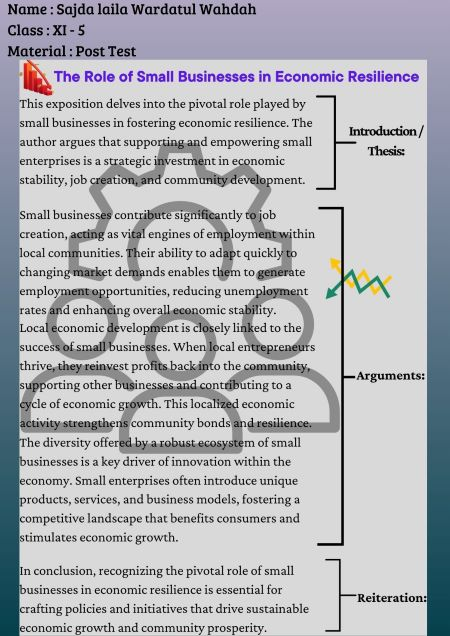 Name : Sajda laila Wardatul Wahdah
Class : XI - 5
Material : Post Test
The Role of Small Businesses in Economic Resilience
This exposition delves into the pivotal role played by
small businesses in fostering economic resilience. The
author argues that supporting and empowering small
enterprises is a strategic investment in economic
stability, job creation, and community development.
Introduction /
Thesis:
Small businesses contribute significantly to job
creation, acting as vital engines of employment within
local communities. Their ability to adapt quickly to
changing market demands enables them to generate
employment opportunities, reducing unemployment
rates and enhancing overall economic stability.
Local economic development is closely linked to the
success of small businesses. When local entrepreneurs
thrive, they reinvest profits back into the community,
supporting other businesses and contributing to a
cycle of economic growth. This localized economic
activity strengthens community bonds and resilience.
The diversity offered by a robust ecosystem of small
businesses is a key driver of innovation within the
economy. Small enterprises often introduce unique
products, services, and business models, fostering a
competitive landscape that benefits consumers and
stimulates economic growth.
Arguments:
In conclusion, recognizing the pivotal role of small
businesses in economic resilience is essential for
crafting policies and initiatives that drive sustainable
economic growth and community prosperity.
Reiteration: